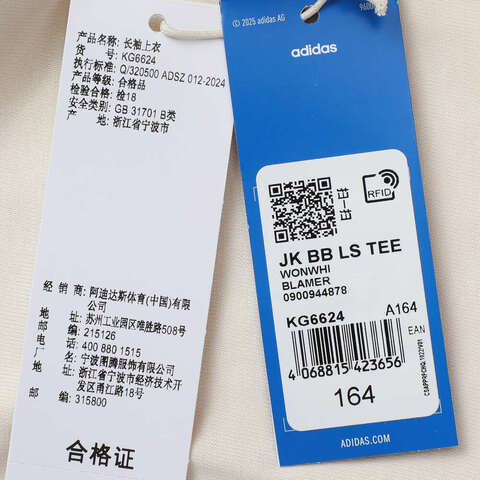 产品名称: 长袖上衣
货 号: KG6624
执行标准: Q/320500 ADSZ 012-2024
产品等级: 合格品
检验合格: 检18
安全类别: GB 31701 B类
产 地: 浙江省宁波市
经 销 商: 阿迪达斯体育(中国)有限
公司
地址: 苏州工业园区唯胜路508号
邮编: 215126
电话: 400 880 1515
厂名: 宁波图腾服饰有限公司
地址: 浙江省宁波市经济技术开
发区甬江路18号
邮编: 315800
合格证
© 2025 adidas AG
adidas
扫一扫
RFID
JK BB LS TEE
WONWHI
BLAMER
0900944878
KG6624
A164
EAN
4 068815 423656
164
ADIDAS.COM